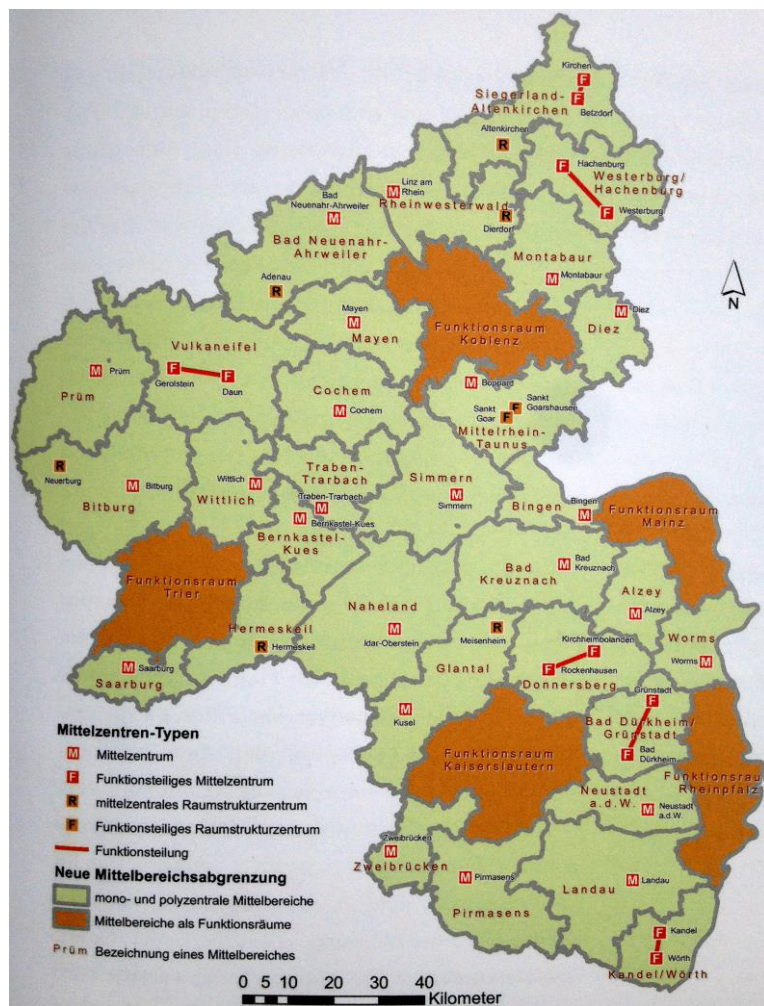 Kirchen
F
Siegerland-
Altenkirchen
F
Betzdorf
Altenkirchen
R
F
Hachenburg
Westerburg/
Hachenburg
F
Westerburg
Linz am
Rhein
M
Rheinwesterwald
R
Dierdorf
Bad
Neuenahr-Ahrweiler
M
Bad Neuenahr-
Ahrweiler
Adenau
R
Montabaur
M
Montabaur
N
Mayen
M
Mayen
Funktionsraum
Koblenz
Diez
M
Diez
Vulkaneifel
F
Gerolstein
F
Daun
M
Prüm
Prüm
Cochem
M
Cochem
M
Boppard
Sankt
Goarshausen
F
Sankt
Goar
F
Mittelrhein-
Taunus
R
Neuerburg
M
Bitburg
Bitburg
Wittlich
M
Wittlich
Traben-
Trarbach
Traben-Trarbach
M
M
Bernkastel-Kues
Bernkastel-
Kues
Simmern
M
Simmern
Bingen
Bingen
M
Funktionsraum
Mainz
Funktionsraum
Trier
Bad
Kreuznach
M
Bad
Kreuznach
Alzey
M
Alzey
Naheland
M
Idar-Oberstein
Meisenheim
R
Hermeskeil
R
Hermeskeil
M
Saarburg
Saarburg
Glantal
Kirchheimbolanden
F
F
Rockenhausen
Donnersberg
Worms
Worms
M
M
Kusel
Grünstadt
F
Bad Dürkheim/
Grünstadt
F
Bad
Dürkheim
Funktionsraum
Kaiserslautern
Funktionsrau
Rheinpfalz
Neustadt
a.d.W.
M
Neustadt
a.d.W.
Zweibrücken
M
Zweibrücken
M
Pirmasens
Pirmasens
M
Landau
Landau
F
Kandel
F
Wörth
Kandel/Wörth
Mittelzentren-Typen
M Mittelzentrum
F Funktionsteiliges Mittelzentrum
R mittelzentrales Raumstrukturzentrum
F Funktionsteiliges Raumstrukturzentrum
Funktionsteilung
Neue Mittelbereichsabgrenzung
mono- und polyzentrale Mittelbereiche
Mittelbereiche als Funktionsräume
Prüm Bezeichnung eines Mittelbereiches
0 5 10 20 30 40
Kilometer